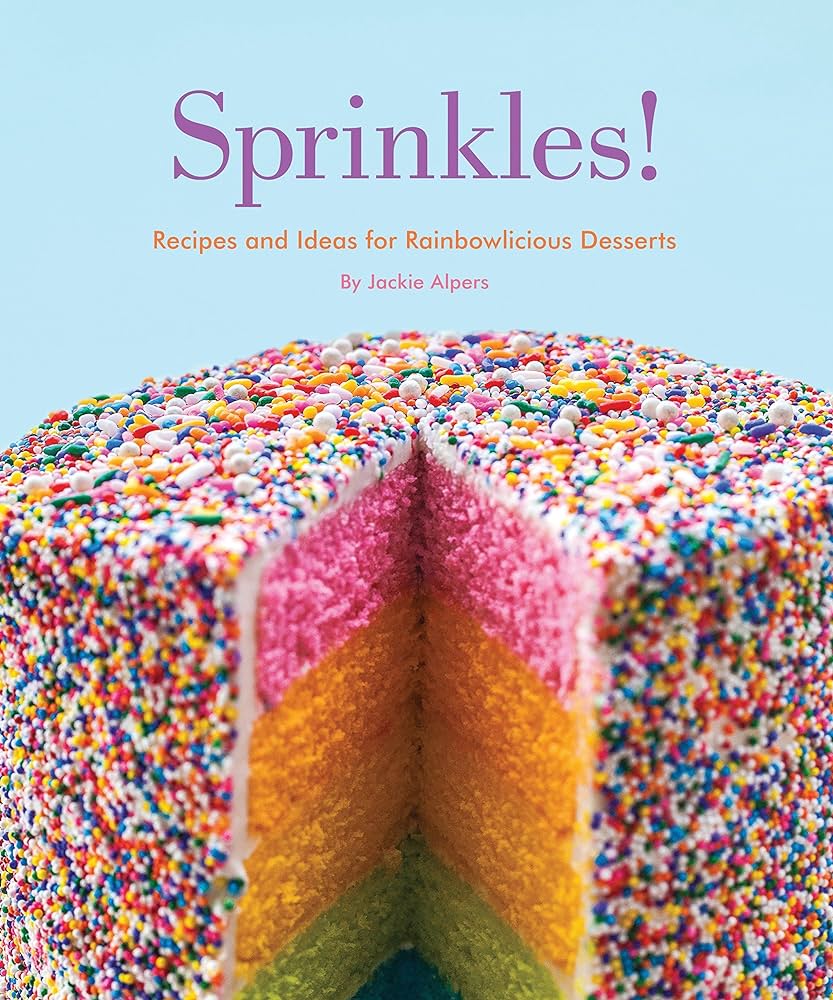 Sprinkles!
Recipes and Ideas for Rainbowlicious Desserts
By Jackie Alpers